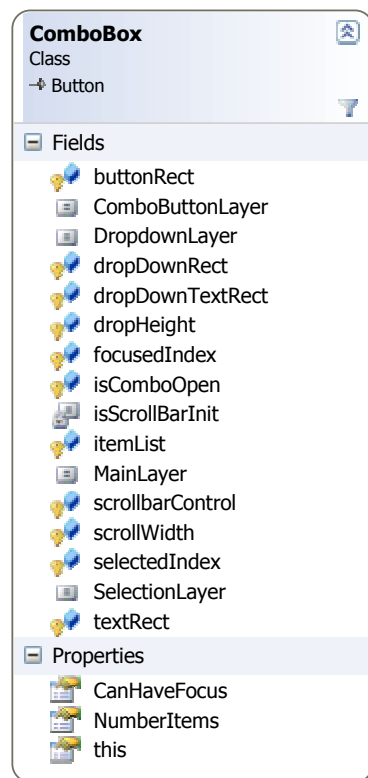 ComboBox
Class
Button
Fields
buttonRect
ComboButtonLayer
DropdownLayer
dropDownRect
dropDownTextRect
dropHeight
focusedIndex
isComboOpen
isScrollBarInit
itemList
MainLayer
scrollbarControl
scrollWidth
selectedIndex
SelectionLayer
textRect
Properties
CanHaveFocus
NumberItems
this